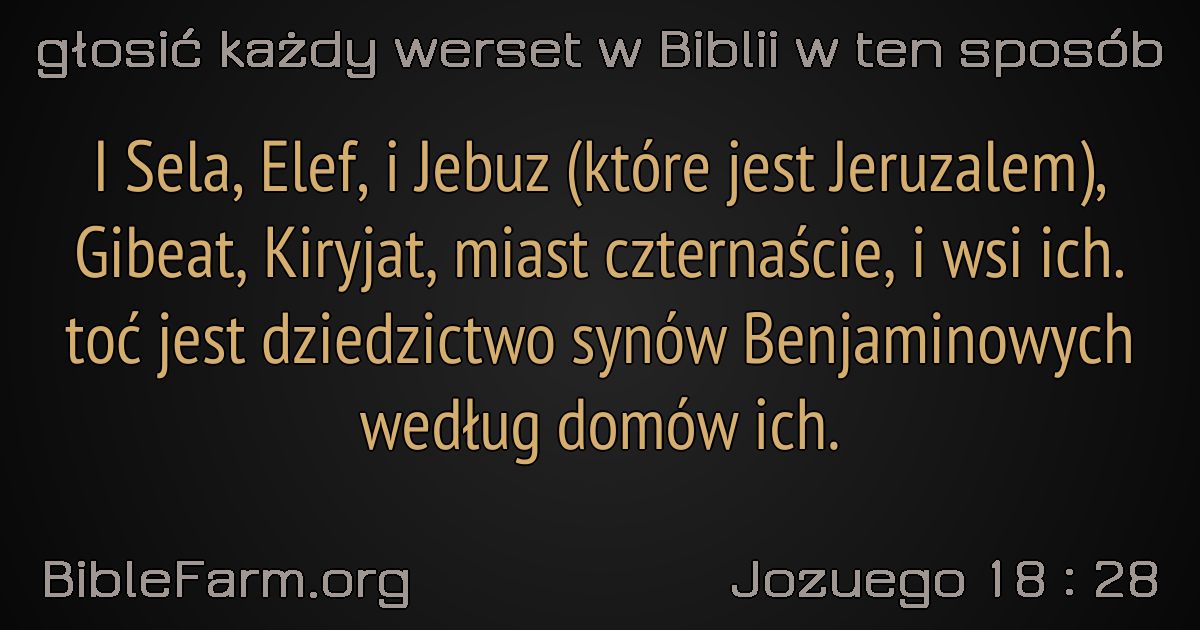 głosić każdy werset w Biblii w ten sposób
I Sela, Elef, i Jebuz (które jest Jeruzalem),
Gibeat, Kiryjat, miast czternaście, i wsi ich.
toć jest dziedzictwo synów Benjaminowych
według domów ich.
BibleFarm.org
Jozuego 18 : 28